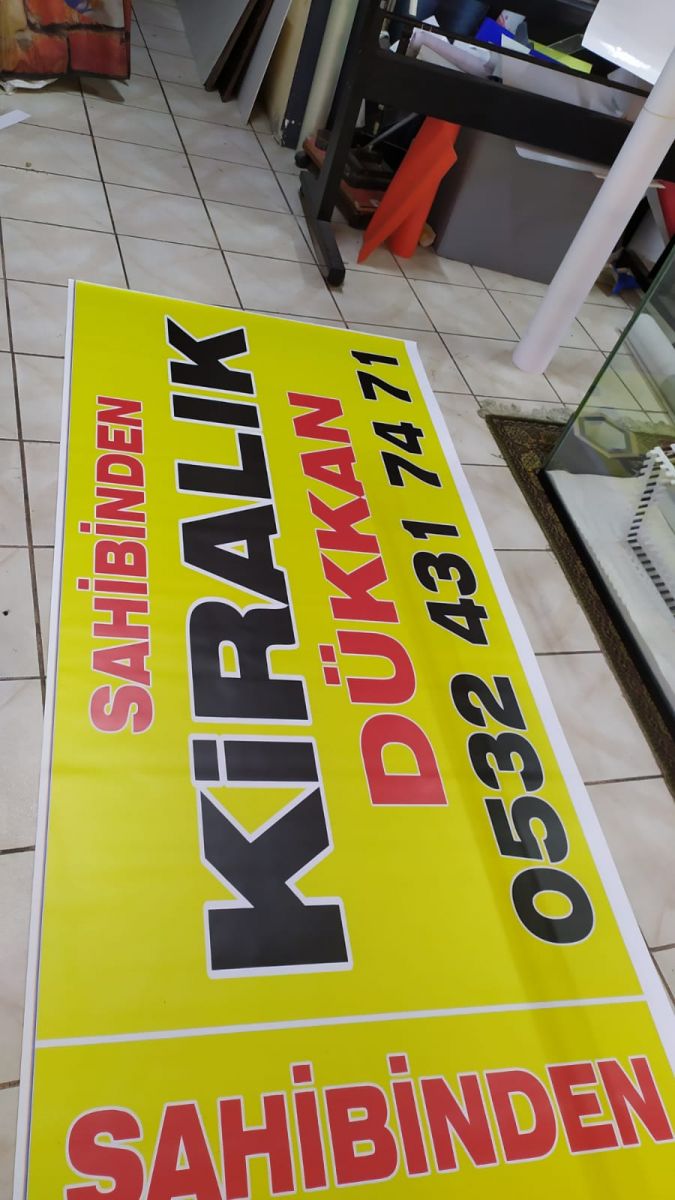 SAHİBİNDEN
KİRALIK
DÜKKAN
0532 431 74 71
SAHİBİNDEN